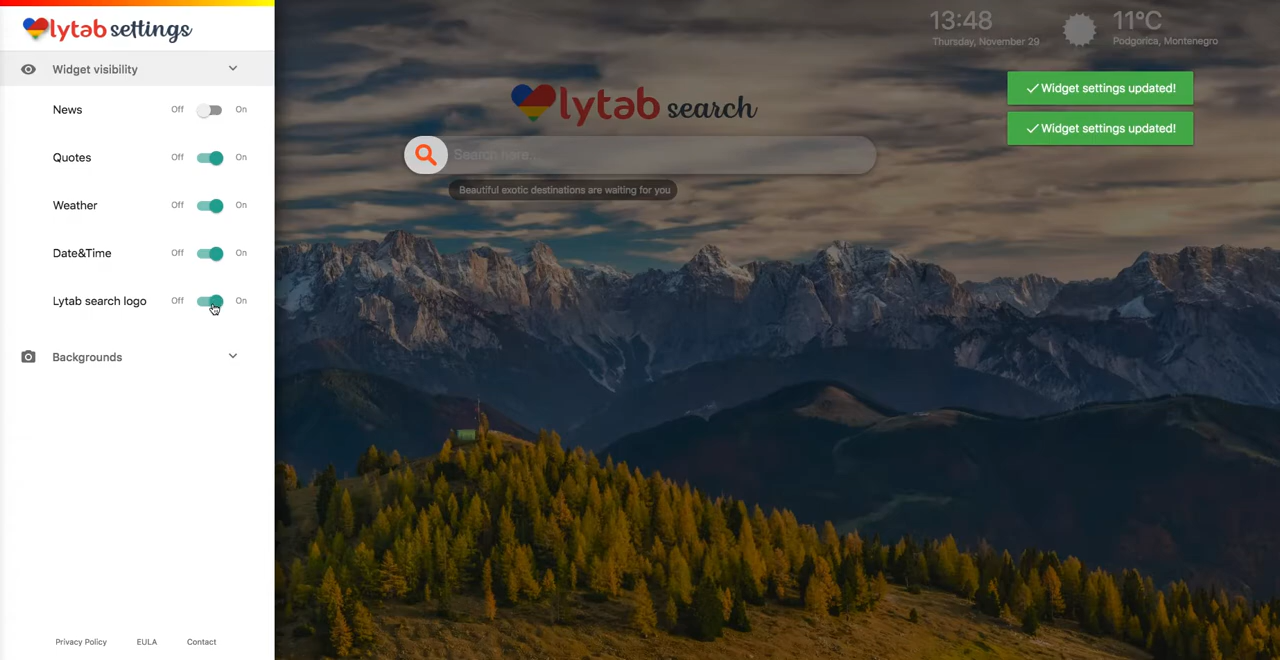 lytab settings
Widget visibility
News Off On
Quotes Off On
Weather Off On
Date&Time Off On
Lytab search logo Off On
Backgrounds
Privacy Policy EULA Contact
13:48
Thursday, November 29
11°C
Podgorica, Montenegro
✓Widget settings updated!
✓Widget settings updated!
lytab search
Search here...
Beautiful exotic destinations are waiting for you